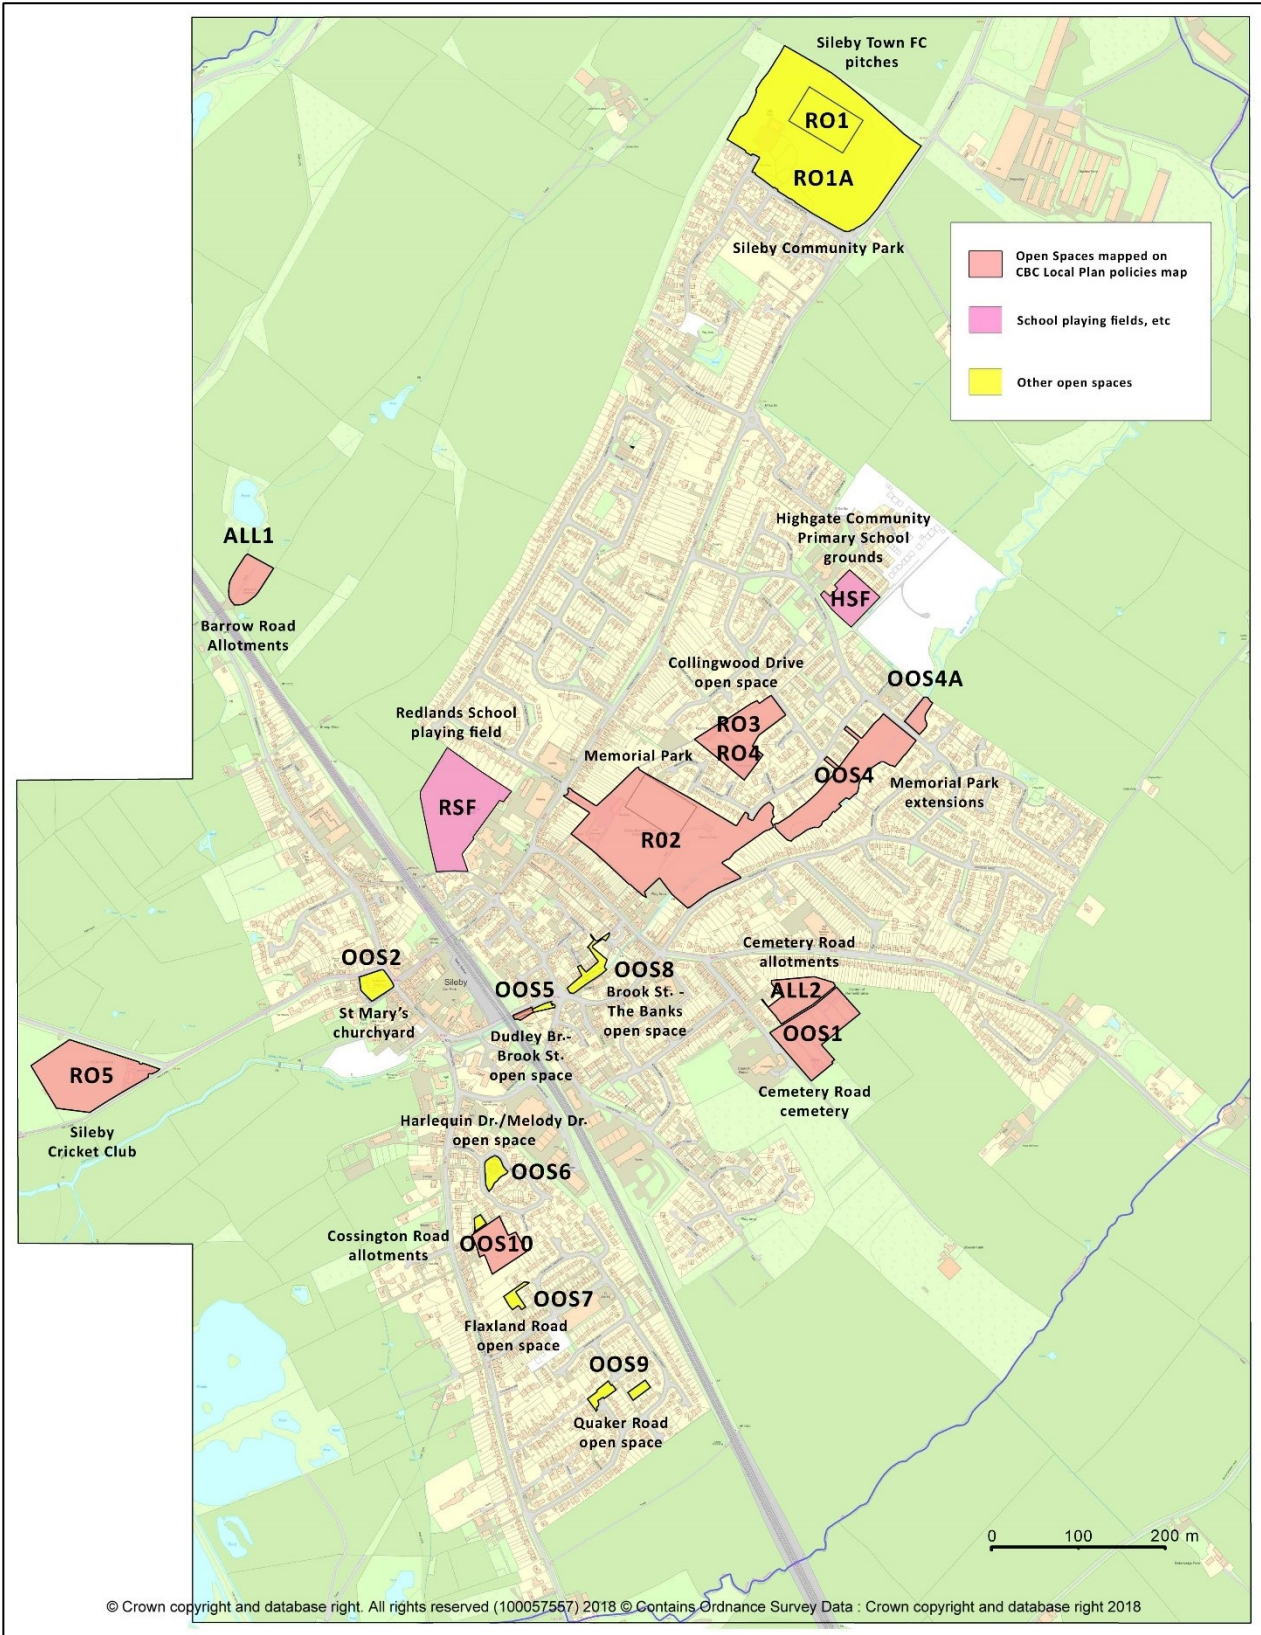 Sileby Town FC
pitches
RO1
RO1A
Sileby Community Park
Open Spaces mapped on
CBC Local Plan policies map
School playing fields, etc
Other open spaces
Highgate Community
Primary School
grounds
HSF
ALL1
Barrow Road
Allotments
Collingwood Drive
open space
RO3
RO4
OOS4A
Redlands School
playing field
RSF
Memorial Park
R02
OOS4
Memorial Park
extensions
OOS2
St Mary's
churchyard
Sileby
OOS5
Dudley Br.-
Brook St.
open space
OOS8
Brook St. -
The Banks
open space
Cemetery Road
allotments
ALL2
OOS1
Cemetery Road
cemetery
RO5
Sileby
Cricket Club
Harlequin Dr./Melody Dr.
open space
OOS6
Cossington Road
allotments
OOS10
OOS7
Flaxland Road
open space
OOS9
Quaker Road
open space
0 100 200 m
© Crown copyright and database right. All rights reserved (100057557) 2018 © Contains Ordnance Survey Data : Crown copyright and database right 2018